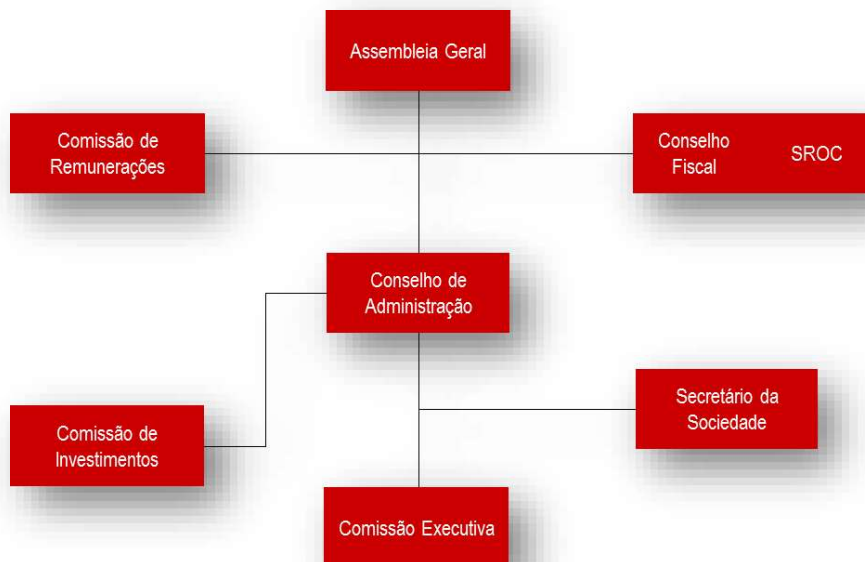 Assembleia Geral
Comissão de
Remunerações
Conselho
Fiscal
SROC
Conselho de
Administração
Secretário da
Sociedade
Comissão de
Investimentos
Comissão Executiva